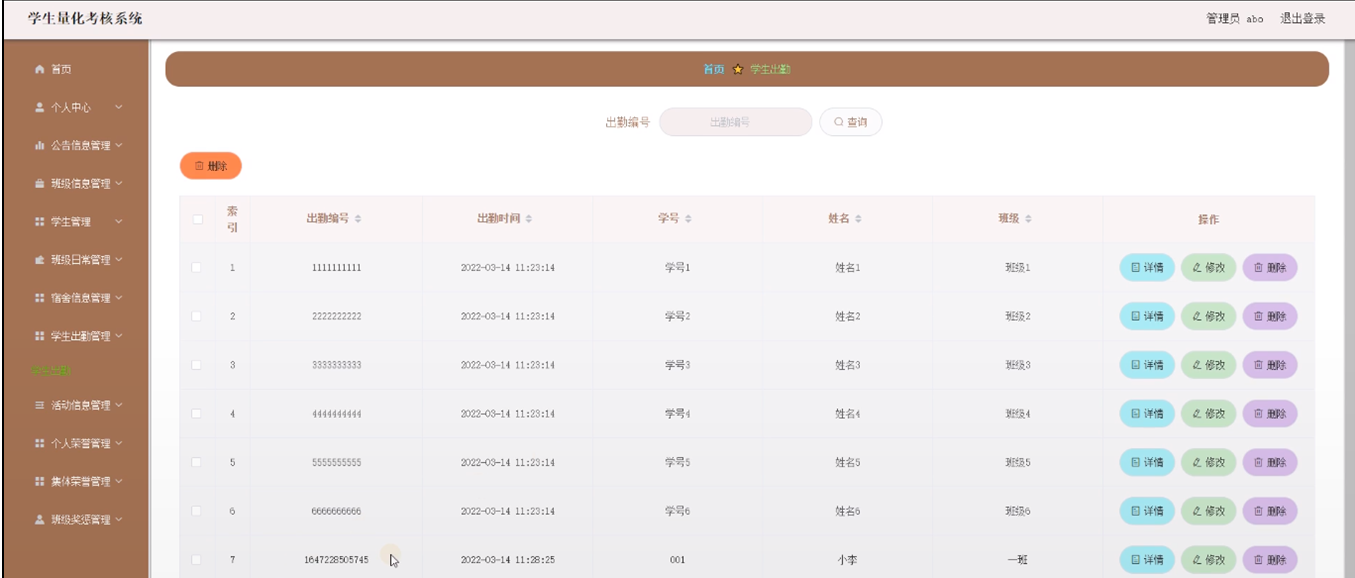 学生量化考核系统
管理员 abo 退出登录
首页
个人中心
公告信息管理
班级信息管理
学生管理
班级日常管理
宿舍信息管理
学生出勤管理
学生出勤
活动信息管理
个人荣誉管理
集体荣誉管理
班级奖惩管理
首页 学生出勤
出勤编号 出勤编号 查询
删除
索引 出勤编号 出勤时间 学号 姓名 班级 操作
1 1111111111 2022-03-14 11:23:14 学号1 姓名1 班级1 详情 修改 删除
2 2222222222 2022-03-14 11:23:14 学号2 姓名2 班级2 详情 修改 删除
3 3333333333 2022-03-14 11:23:14 学号3 姓名3 班级3 详情 修改 删除
4 4444444444 2022-03-14 11:23:14 学号4 姓名4 班级4 详情 修改 删除
5 5555555555 2022-03-14 11:23:14 学号5 姓名5 班级5 详情 修改 删除
6 6666666666 2022-03-14 11:23:14 学号6 姓名6 班级6 详情 修改 删除
7 1647228505745 2022-03-14 11:28:25 001 小李 一班 详情 修改 删除